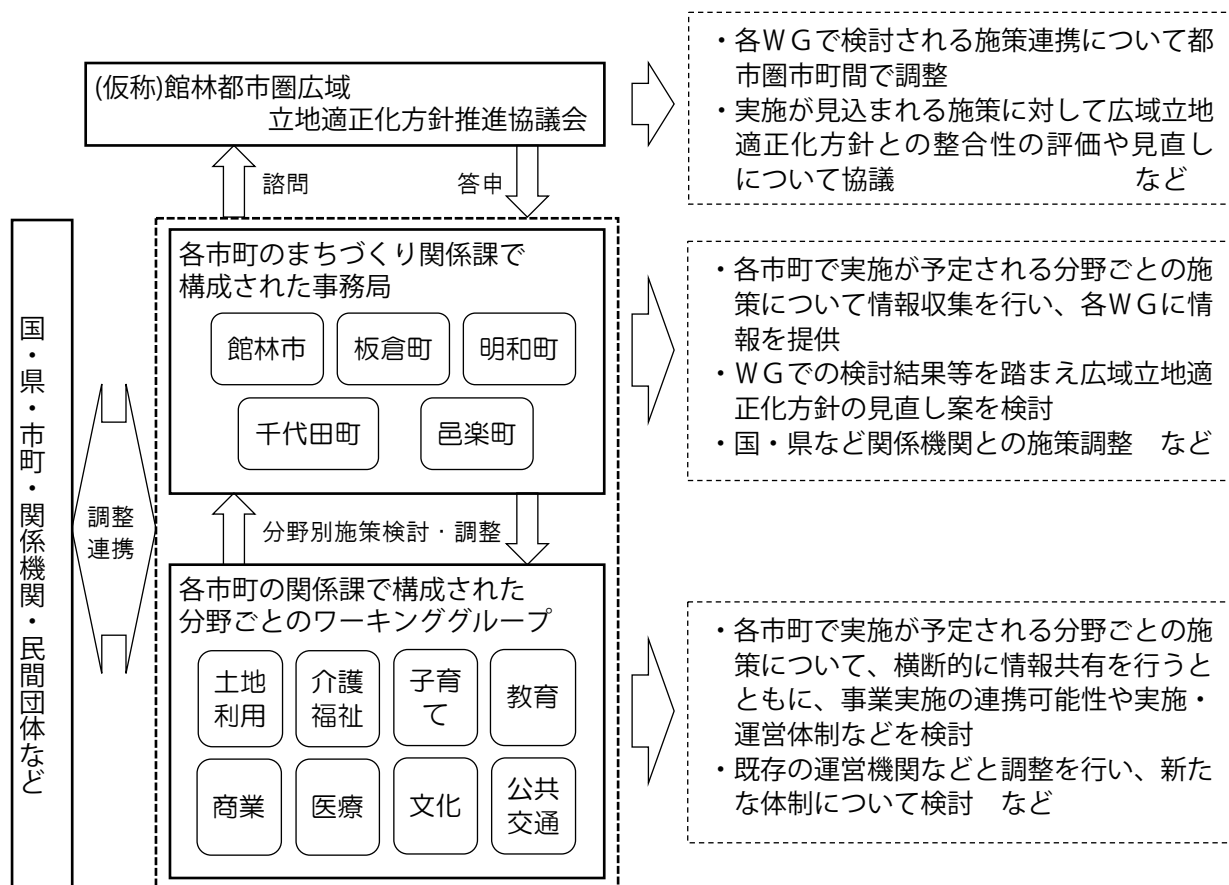 (仮称)館林都市圏広域
立地適正化方針推進協議会
・各ＷＧで検討される施策連携について都
市圏市町間で調整
・実施が見込まれる施策に対して広域立地
適正化方針との整合性の評価や見直し
について協議　など
諮問
答申
国・県・市町・関係機関・民間団体など
調整
連携
各市町のまちづくり関係課で
構成された事務局
館林市
板倉町
明和町
千代田町
邑楽町
・各市町で実施が予定される分野ごとの施
策について情報収集を行い、各ＷＧに情
報を提供
・ＷＧでの検討結果等を踏まえ広域立地適
正化方針の見直し案を検討
・国・県など関係機関との施策調整　など
分野別施策検討・調整
各市町の関係課で構成された
分野ごとのワーキンググループ
土地
利用
介護
福祉
子育
て
教育
商業
医療
文化
公共
交通
・各市町で実施が予定される分野ごとの施
策について、横断的に情報共有を行うと
ともに、事業実施の連携可能性や実施・
運営体制などを検討
・既存の運営機関などと調整を行い、新た
な体制について検討　など